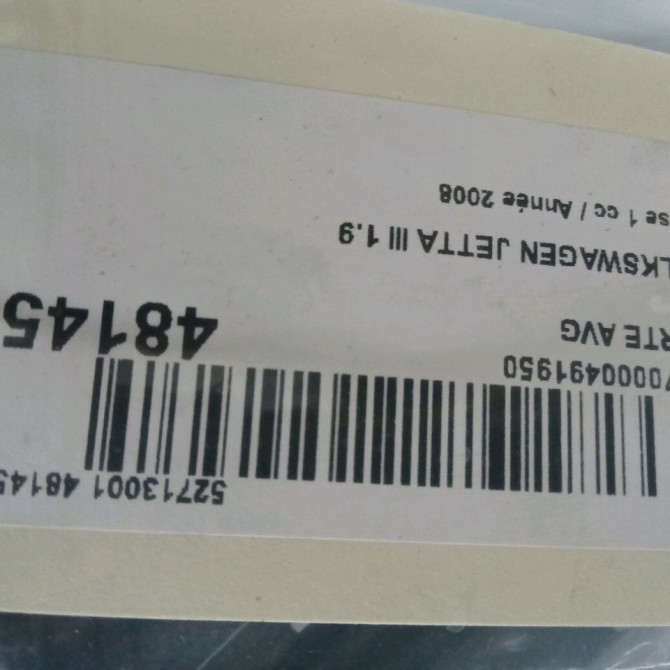 52713001 48145
70000491950
RTE AVG
48145
LKSWAGEN JETTA III 1.9
se 1 cc / Année 2008